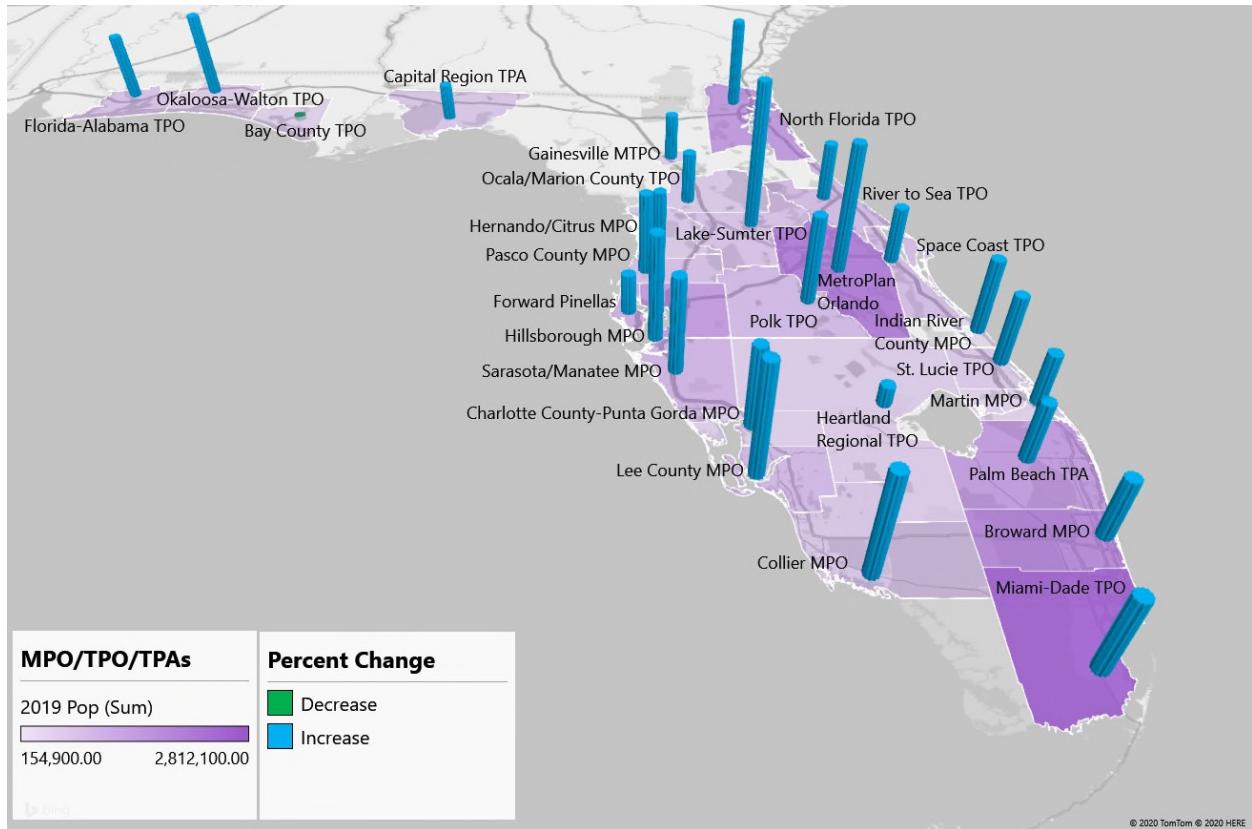 Capital Region TPA
Okaloosa-Walton TPO
Florida-Alabama TPO
Bay County TPO
North Florida TPO
Gainesville MTPO
Ocala/Marion County TPO
River to Sea TPO
Hernando/Citrus MPO
Lake-Sumter TPO
Space Coast TPO
Pasco County MPO
MetroPlan
Orlando
Forward Pinellas
Polk TPO
Indian River
County MPO
Hillsborough MPO
St. Lucie TPO
Sarasota/Manatee MPO
Martin MPO
Charlotte County-Punta Gorda MPO
Heartland
Regional TPO
Lee County MPO
Palm Beach TPA
Broward MPO
Collier MPO
Miami-Dade TPO
MPO/TPO/TPAs
2019 Pop (Sum)
154,900.00 2,812,100.00
Percent Change
Decrease
Increase
bing
© 2020 TomTom © 2020 HERE